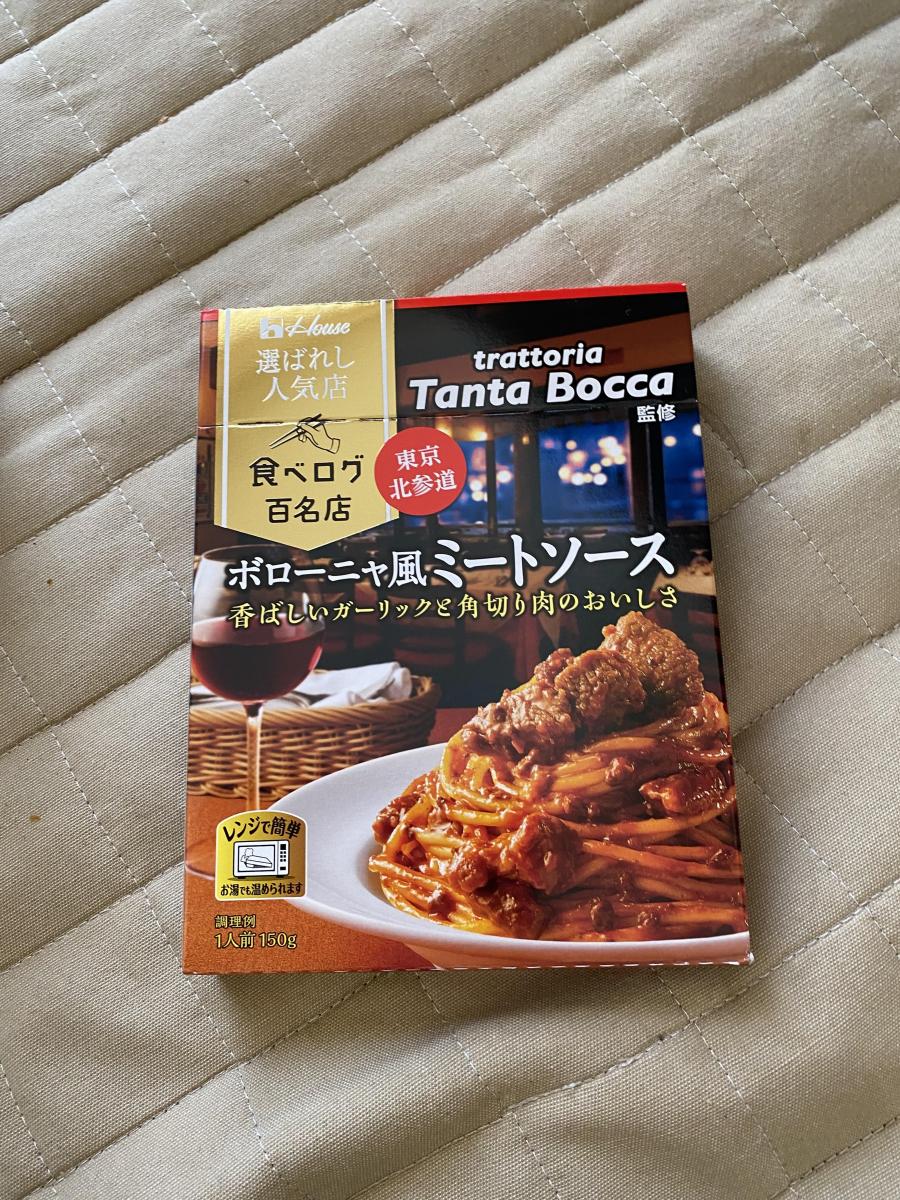 House
選ばれし
人気店
食べログ
百名店
trattoria
Tanta Bocca
監修
東京
北参道
ボローニャ風ミートソース
香ばしいガーリックと角切り肉のおいしさ
レンジで簡単
お湯でも温められます
調理例
1人前150g